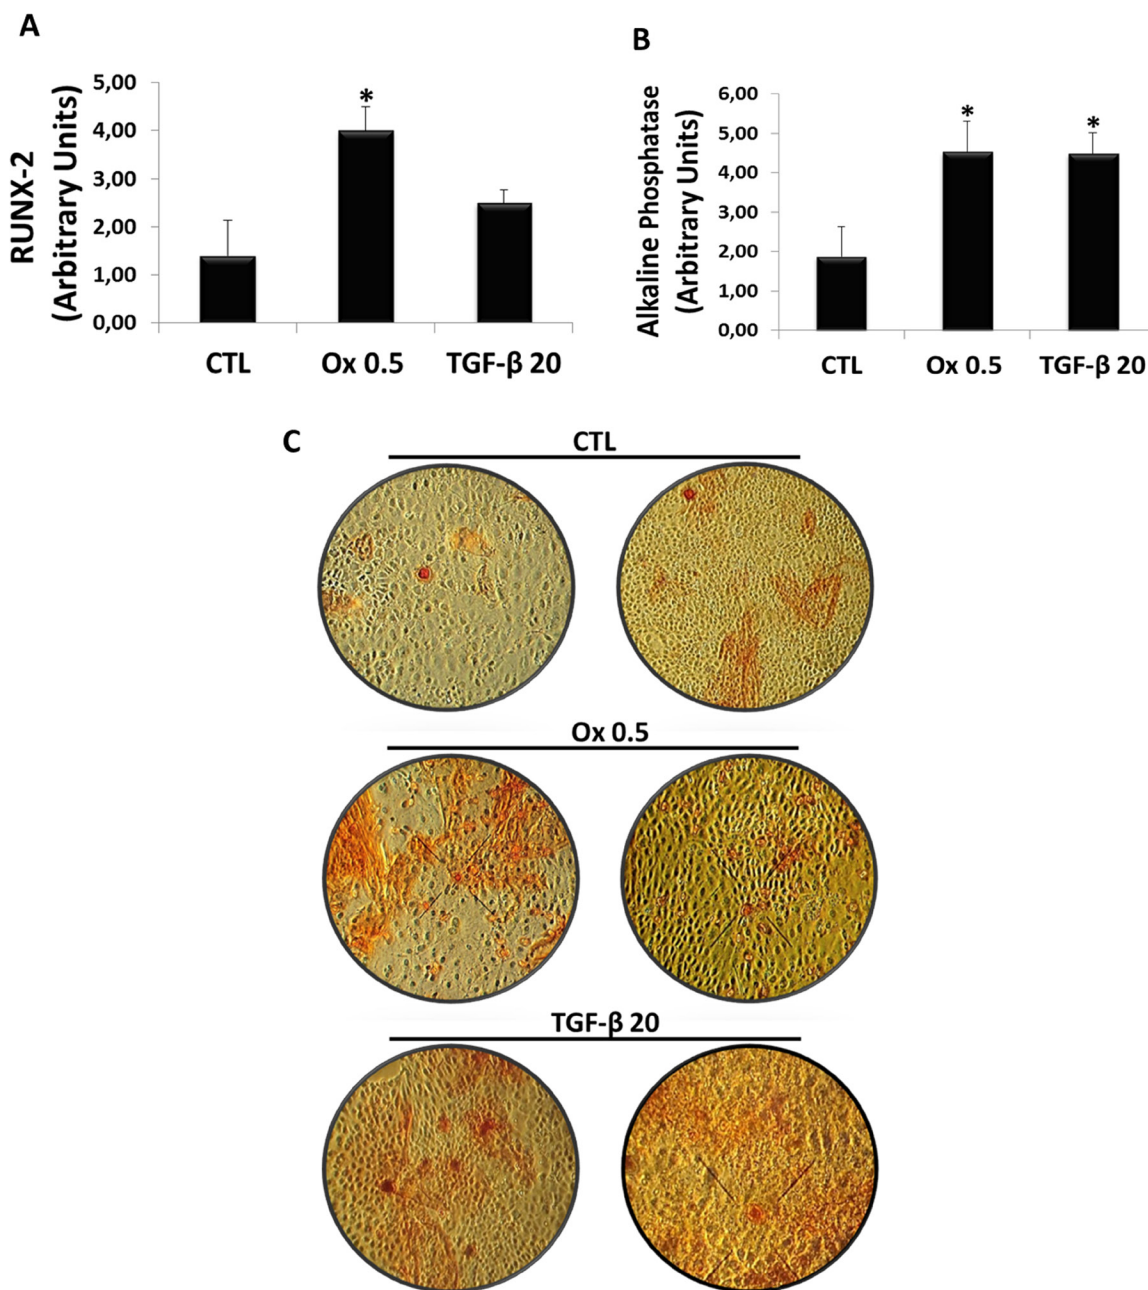 A
RUNX-2
(Arbitrary Units)
5,00
4,00
3,00
2,00
1,00
0,00
*
CTL
Ox 0.5
TGF-β 20
B
Alkaline Phosphatase
(Arbitrary Units)
6,00
5,00
4,00
3,00
2,00
1,00
0,00
*
*
CTL
Ox 0.5
TGF-β 20
C
CTL
Ox 0.5
TGF-β 20